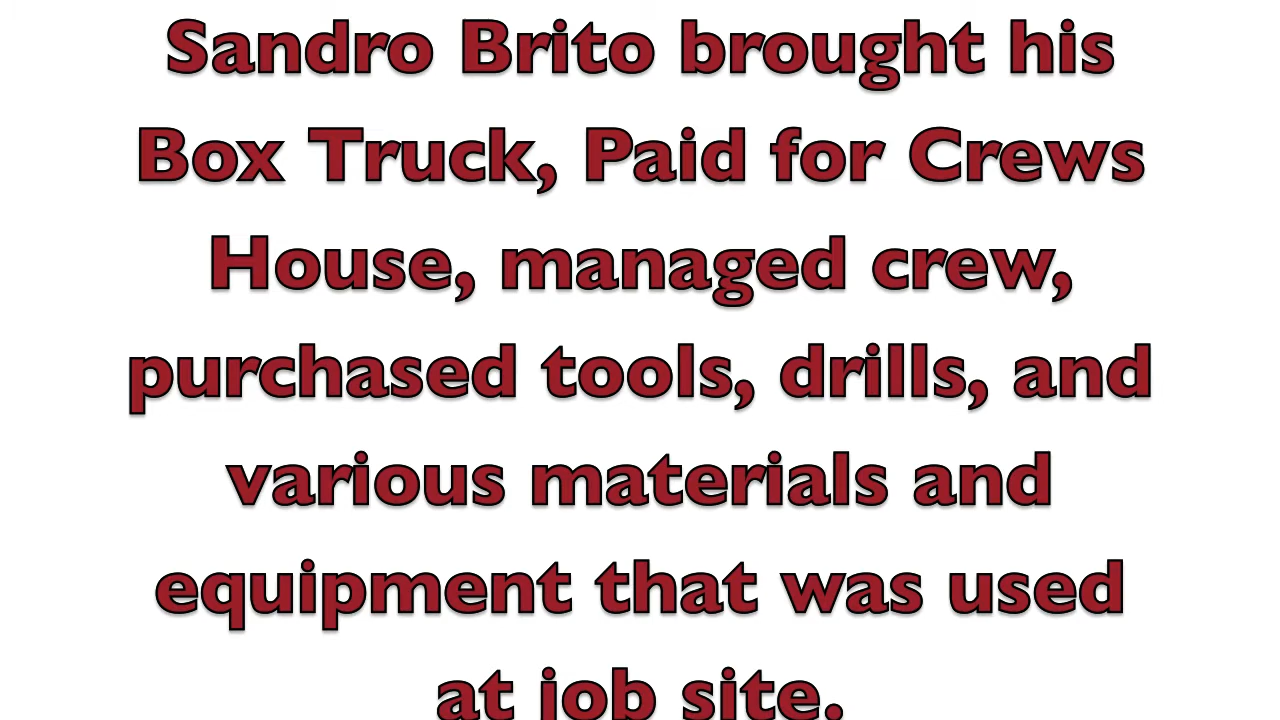 Sandro Brito brought his
Box Truck, Paid for Crews
House, managed crew,
purchased tools, drills, and
various materials and
equipment that was used
at job site.